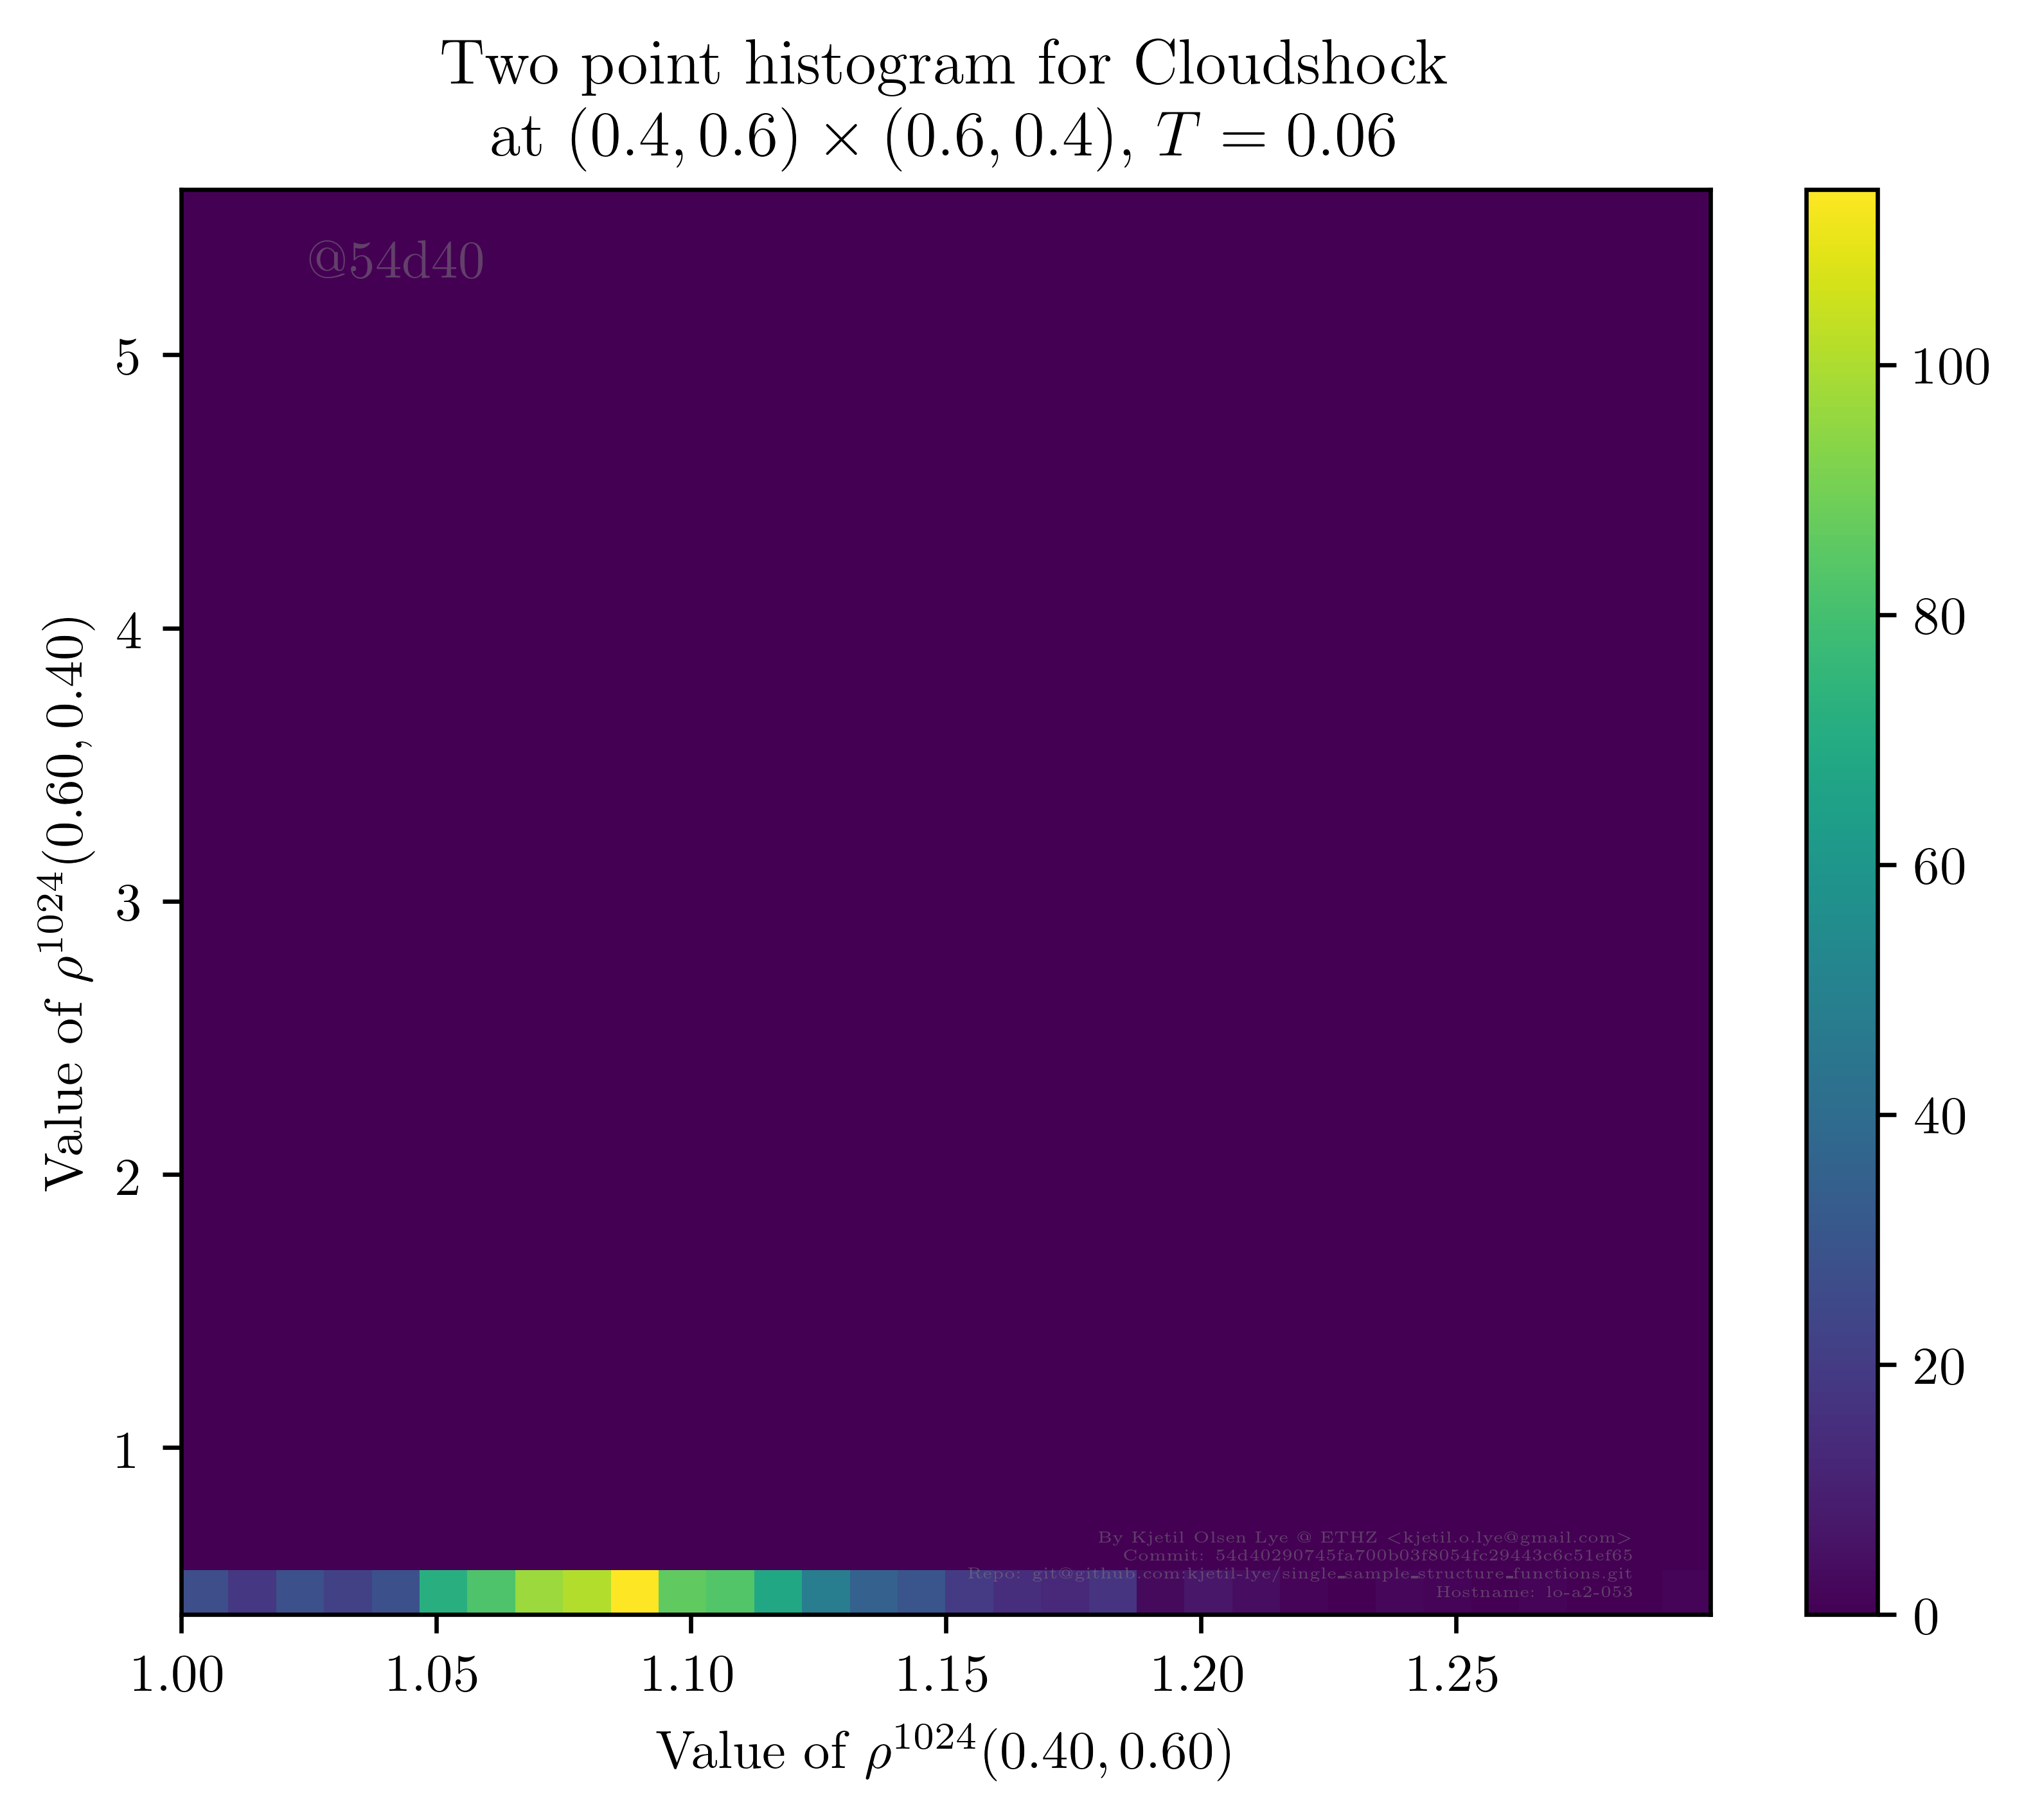 Two point histogram for Cloudshock
at (0.4, 0.6) × (0.6, 0.4), T = 0.06
@54d40
5
4
3
2
1
Value of ρ^1024(0.60, 0.40)
100
80
60
40
20
0
By Kjetil Olsen Lye @ ETHZ <kjetil.o.lye@gmail.com>
Commit: 54d40290745fa700b03f8054fc29443c6c51ef65
Repo: git@github.com:kjetil-lye/single_sample_structure_functions.git
Hostname: lo-a2-053
1.00 1.05 1.10 1.15 1.20 1.25
Value of ρ^1024(0.40, 0.60)